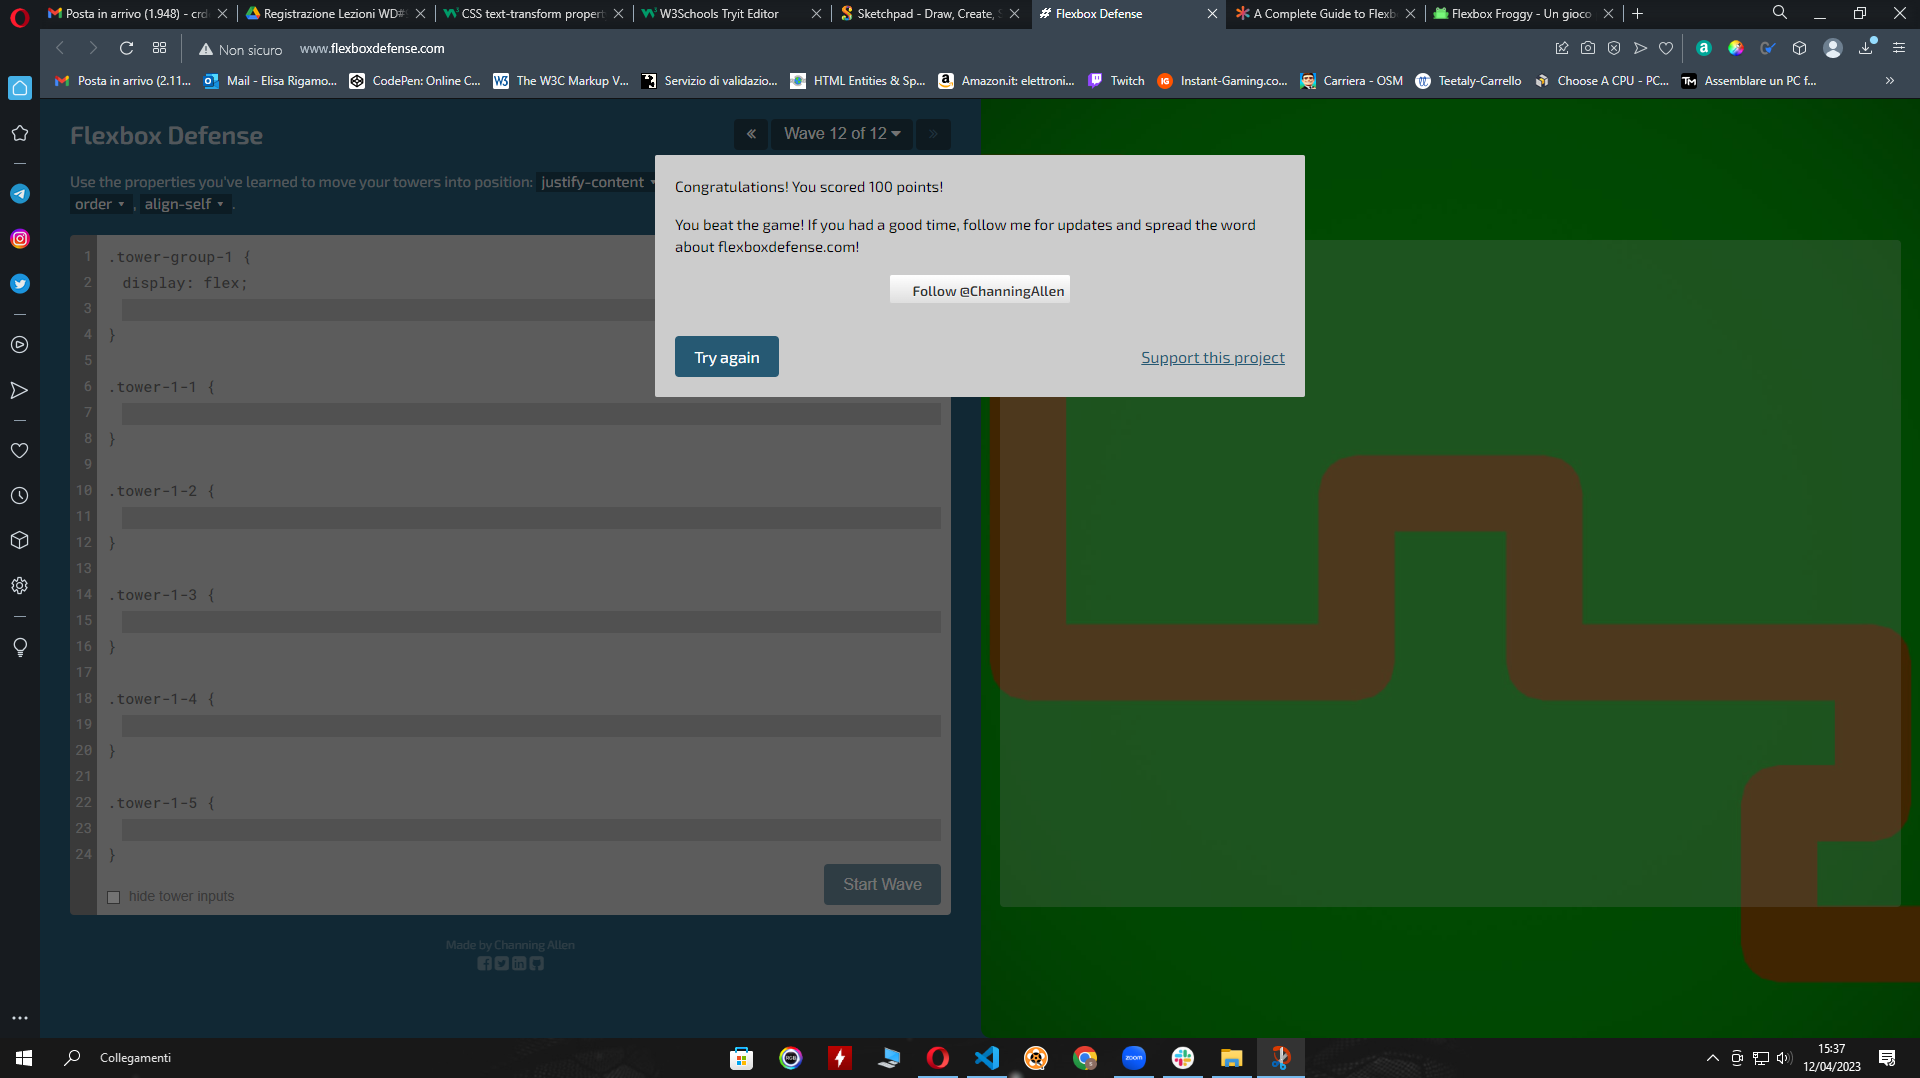 Posta in arrivo (1.948) - crd
Registrazione Lezioni WD#
CSS text-transform propert
W3Schools Tryit Editor
Sketchpad - Draw, Create, S
Flexbox Defense
A Complete Guide to Flexb
Flexbox Froggy - Un gioco
Non sicuro
www.flexboxdefense.com
Posta in arrivo (2.11...
Mail - Elisa Rigamo...
CodePen: Online C...
The W3C Markup V...
Servizio di validazio...
HTML Entities & Sp...
Amazon.it: elettroni...
Twitch
Instant-Gaming.co...
Carriera - OSM
Teetaly-Carrello
Choose A CPU - PC...
Assemblare un PC f...
Flexbox Defense
« Wave 12 of 12 »
Use the properties you've learned to move your towers into position: justify-content
order , align-self .
Congratulations! You scored 100 points!
You beat the game! If you had a good time, follow me for updates and spread the word
about flexboxdefense.com!
Follow @ChanningAllen
Try again
Support this project
1 .tower-group-1 {
2 display: flex;
3
4 }
5
6 .tower-1-1 {
7
8 }
9
10 .tower-1-2 {
11
12 }
13
14 .tower-1-3 {
15
16 }
17
18 .tower-1-4 {
19
20 }
21
22 .tower-1-5 {
23
24 }
hide tower inputs
Start Wave
Made by Channing Allen
Collegamenti
zoom
15:37
12/04/2023